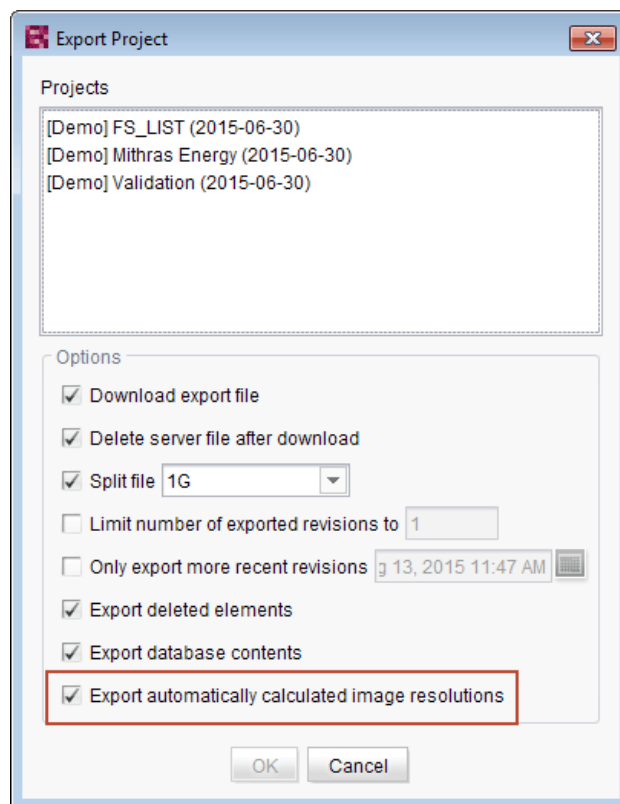 Export Project
Projects
[Demo] FS_LIST (2015-06-30)
[Demo] Mithras Energy (2015-06-30)
[Demo] Validation (2015-06-30)
Options
Download export file
Delete server file after download
Split file 1G
Limit number of exported revisions to 1
Only export more recent revisions g 13, 2015 11:47 AM
Export deleted elements
Export database contents
Export automatically calculated image resolutions
OK Cancel